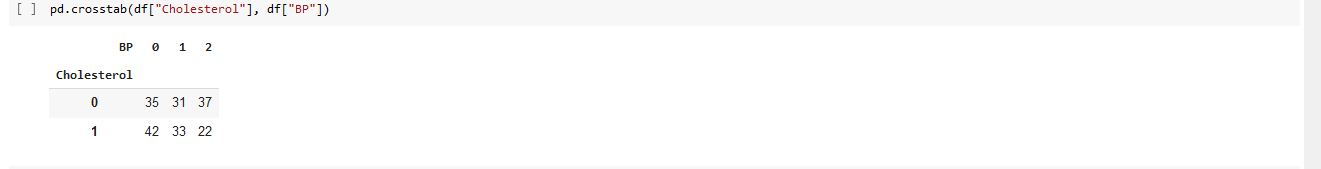 [ ] pd.crosstab(df["Cholesterol"], df["BP"])
BP 0 1 2
Cholesterol
0 35 31 37
1 42 33 22